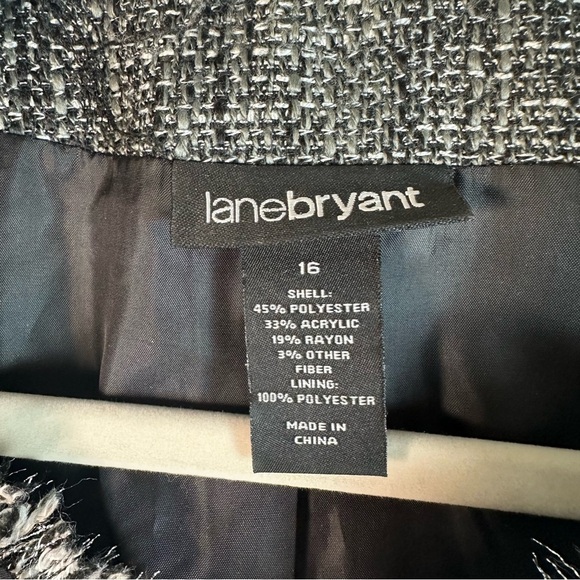 lanebryant
16
SHELL:
45% POLYESTER
33% ACRYLIC
19% RAYON
3% OTHER
FIBER
LINING:
100% POLYESTER
MADE IN
CHINA